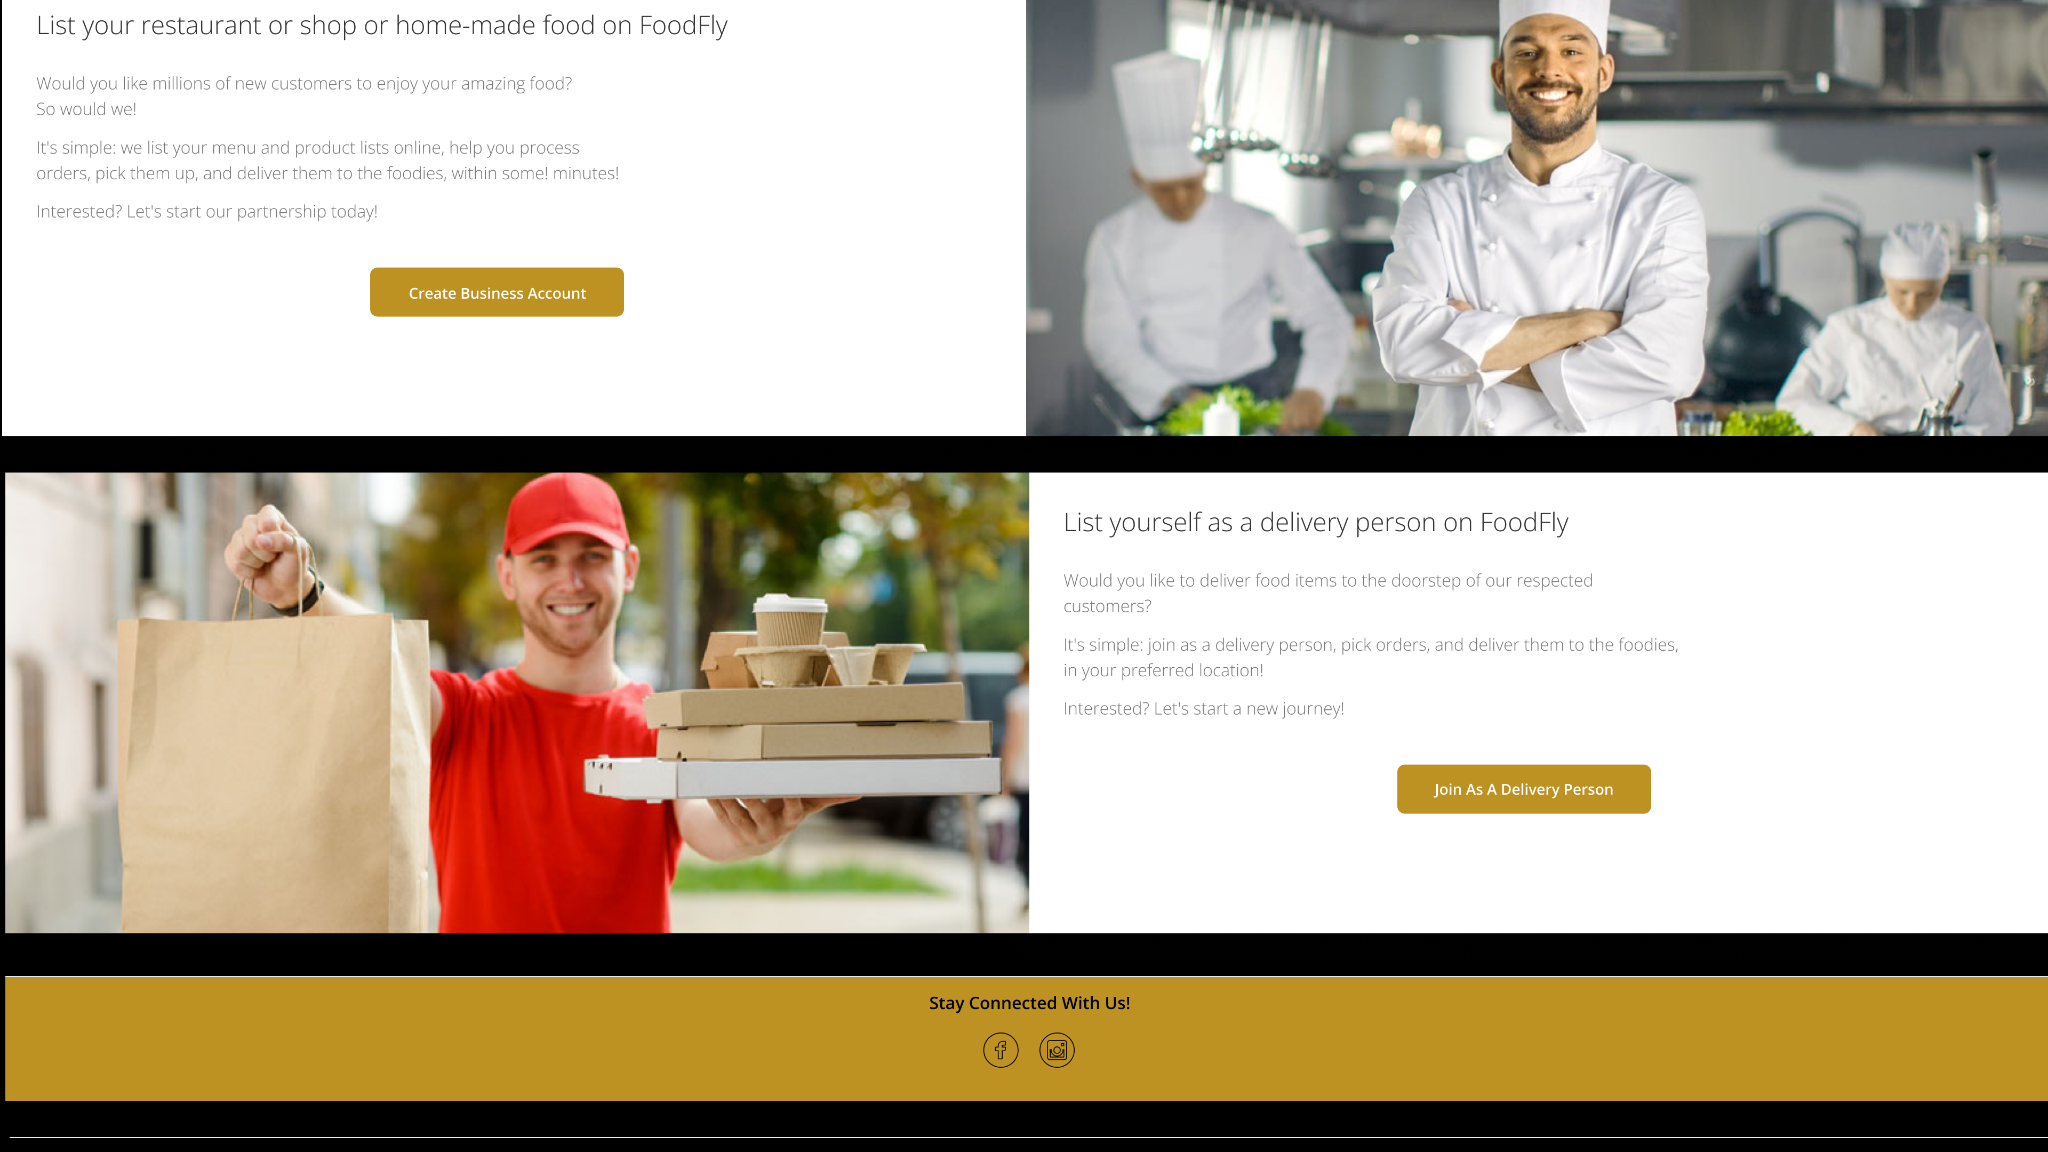 List your restaurant or shop or home-made food on FoodFly
Would you like millions of new customers to enjoy your amazing food?
So would we!
It's simple: we list your menu and product lists online, help you process
orders, pick them up, and deliver them to the foodies, within some! minutes!
Interested? Let's start our partnership today!
Create Business Account
List yourself as a delivery person on FoodFly
Would you like to deliver food items to the doorstep of our respected
customers?
It's simple: join as a delivery person, pick orders, and deliver them to the foodies,
in your preferred location!
Interested? Let's start a new journey!
Join As A Delivery Person
Stay Connected With Us!